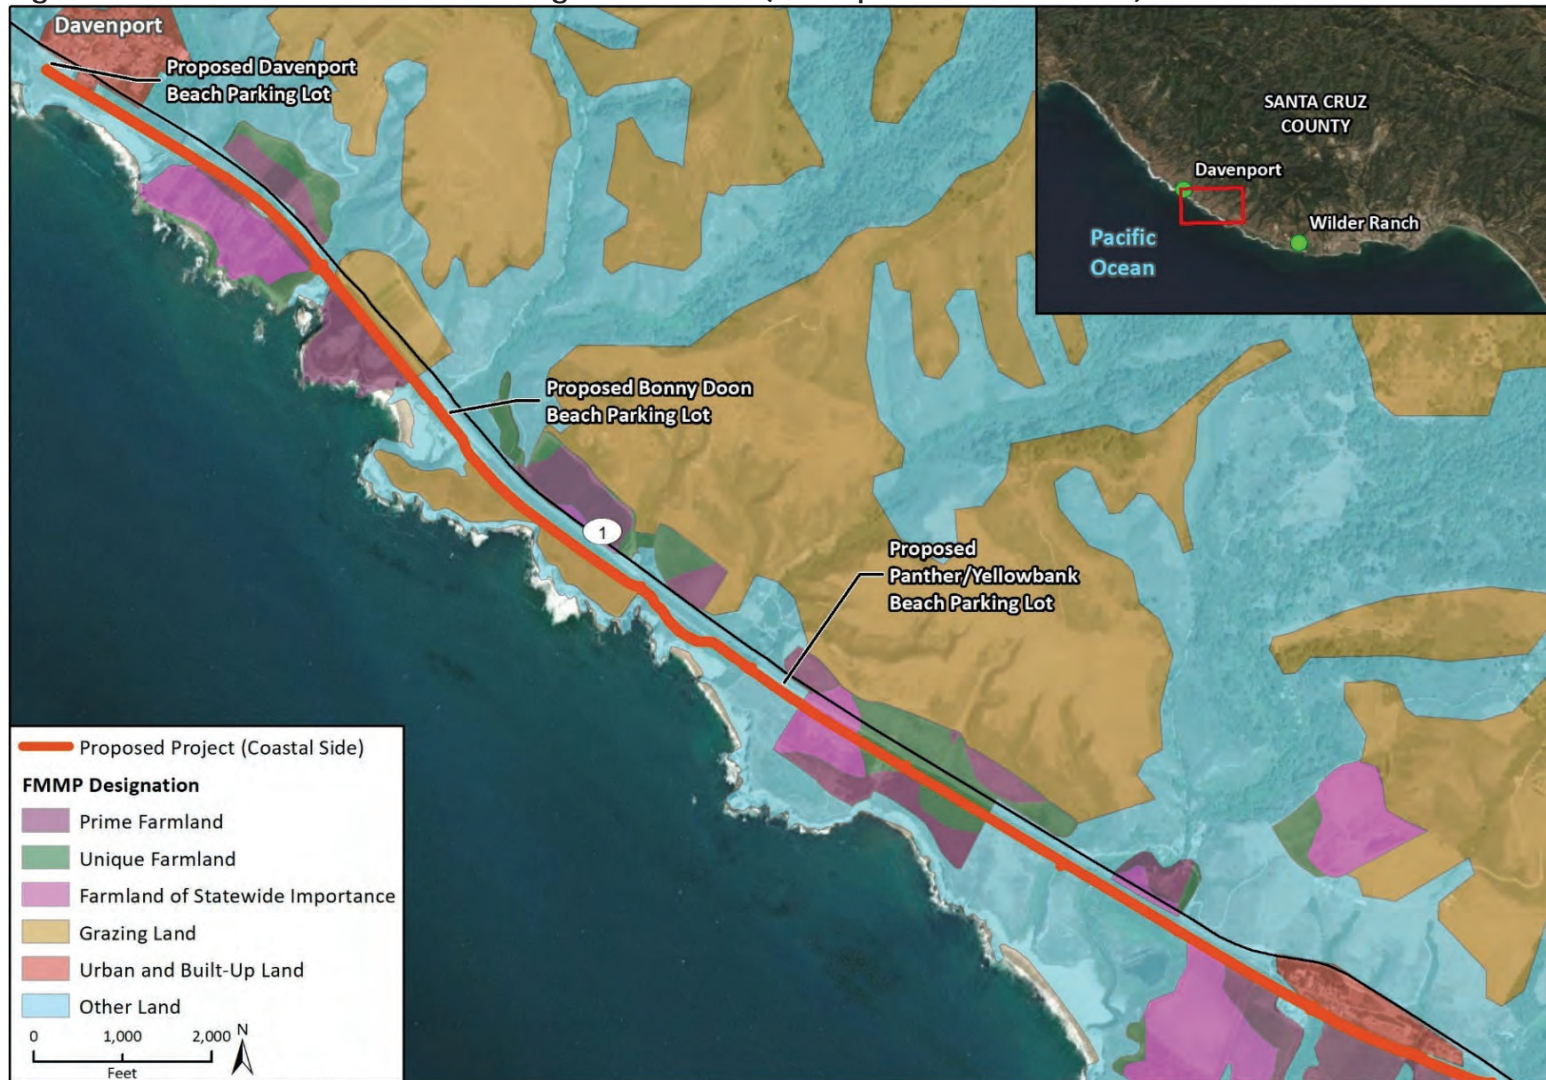 Davenport
Proposed Davenport
Beach Parking Lot
SANTA CRUZ
COUNTY
Davenport
Wilder Ranch
Pacific
Ocean
Proposed Bonny Doon
Beach Parking Lot
1
Proposed
Panther/Yellowbank
Beach Parking Lot
Proposed Project (Coastal Side)
FMMP Designation
Prime Farmland
Unique Farmland
Farmland of Statewide Importance
Grazing Land
Urban and Built-Up Land
Other Land
0 1,000 2,000 N
Feet